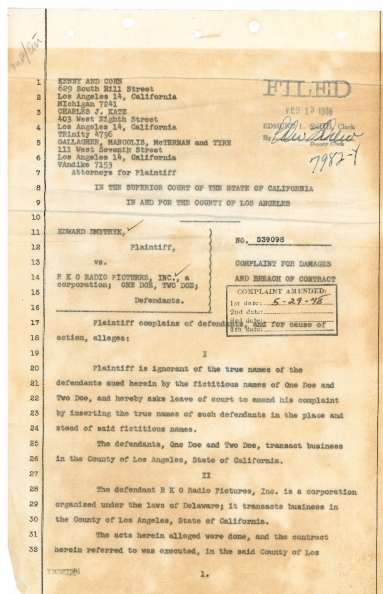 1 KENNY AND COHN
629 South Hill Street
2 Los Angeles 14, California
MIchigan 7241
3 CHARLES J. KATZ
403 West Eighth Street
4 Los Angeles 14, California
TRinity 4796
5 GALLAGHER, MARGOLIS, McTERNAN and TYRE
111 West Seventh Street
6 Los Angeles 14, California
VAndike 7153
7 Attorneys for Plaintiff
FILED
FEB 13 1948
EDMUND L. SMITH, Clerk
By
Deputy Clerk
7982-Y
8 IN THE SUPERIOR COURT OF THE STATE OF CALIFORNIA
9 IN AND FOR THE COUNTY OF LOS ANGELES
10
11 EDWARD DMYTRYK,
12 Plaintiff,
NO. 539098
13 vs.
COMPLAINT FOR DAMAGES
14 R K O RADIO PICTURES, INC., a
AND BREACH OF CONTRACT
15 corporation; ONE DOE, TWO DOE;
16 Defendants.
COMPLAINT AMENDED:
1st date: 5-29-48
2nd date:
3rd date:
4th date:
17 Plaintiff complains of defendants, and for cause of
18 action, alleges:
19 I
20 Plaintiff is ignorant of the true names of the
21 defendants sued herein by the fictitious names of One Doe and
22 Two Doe, and hereby asks leave of court to amend his complaint
23 by inserting the true names of such defendants in the place and
24 stead of said fictitious names.
25 The defendants, One Doe and Two Doe, transact business
26 in the County of Los Angeles, State of California.
27 II
28 The defendant R K O Radio Pictures, Inc. is a corporation
29 organized under the laws of Delaware; it transacts business in
30 the County of Los Angeles, State of California.
31 The acts herein alleged were done, and the contract
32 herein referred to was executed, in the said County of Los
1.